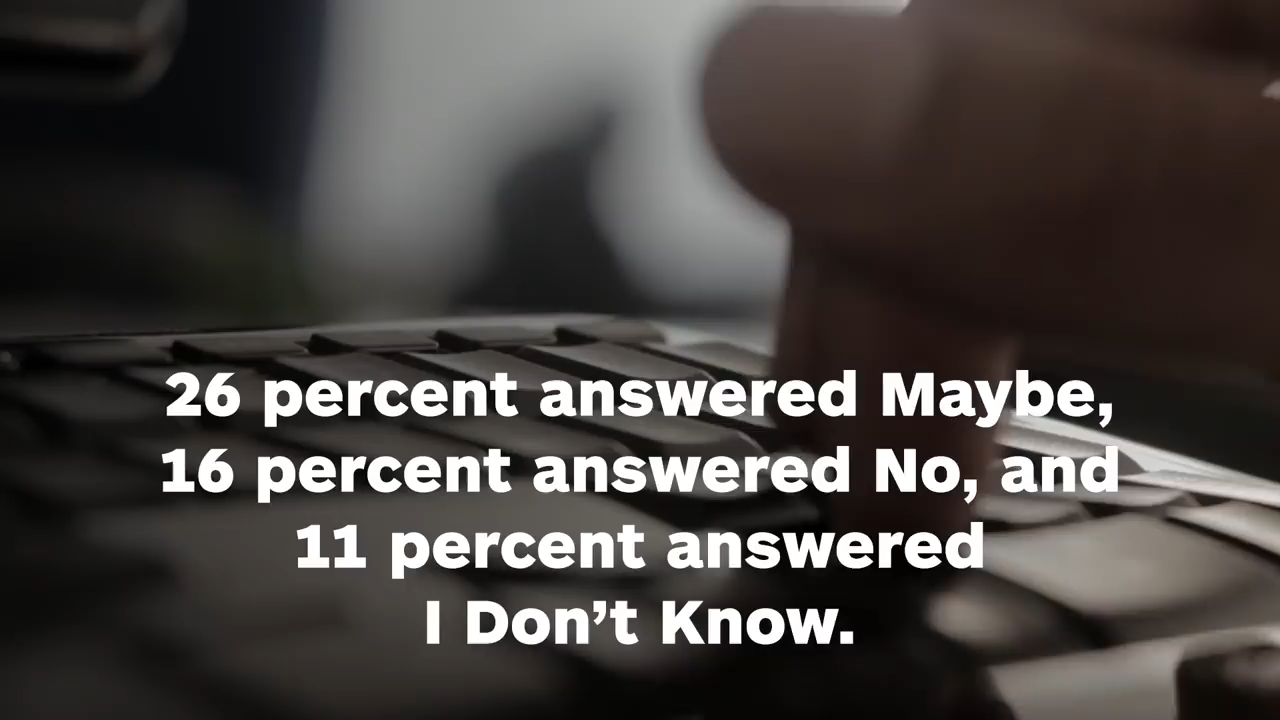 26 percent answered Maybe,
16 percent answered No, and
11 percent answered
I Don’t Know.